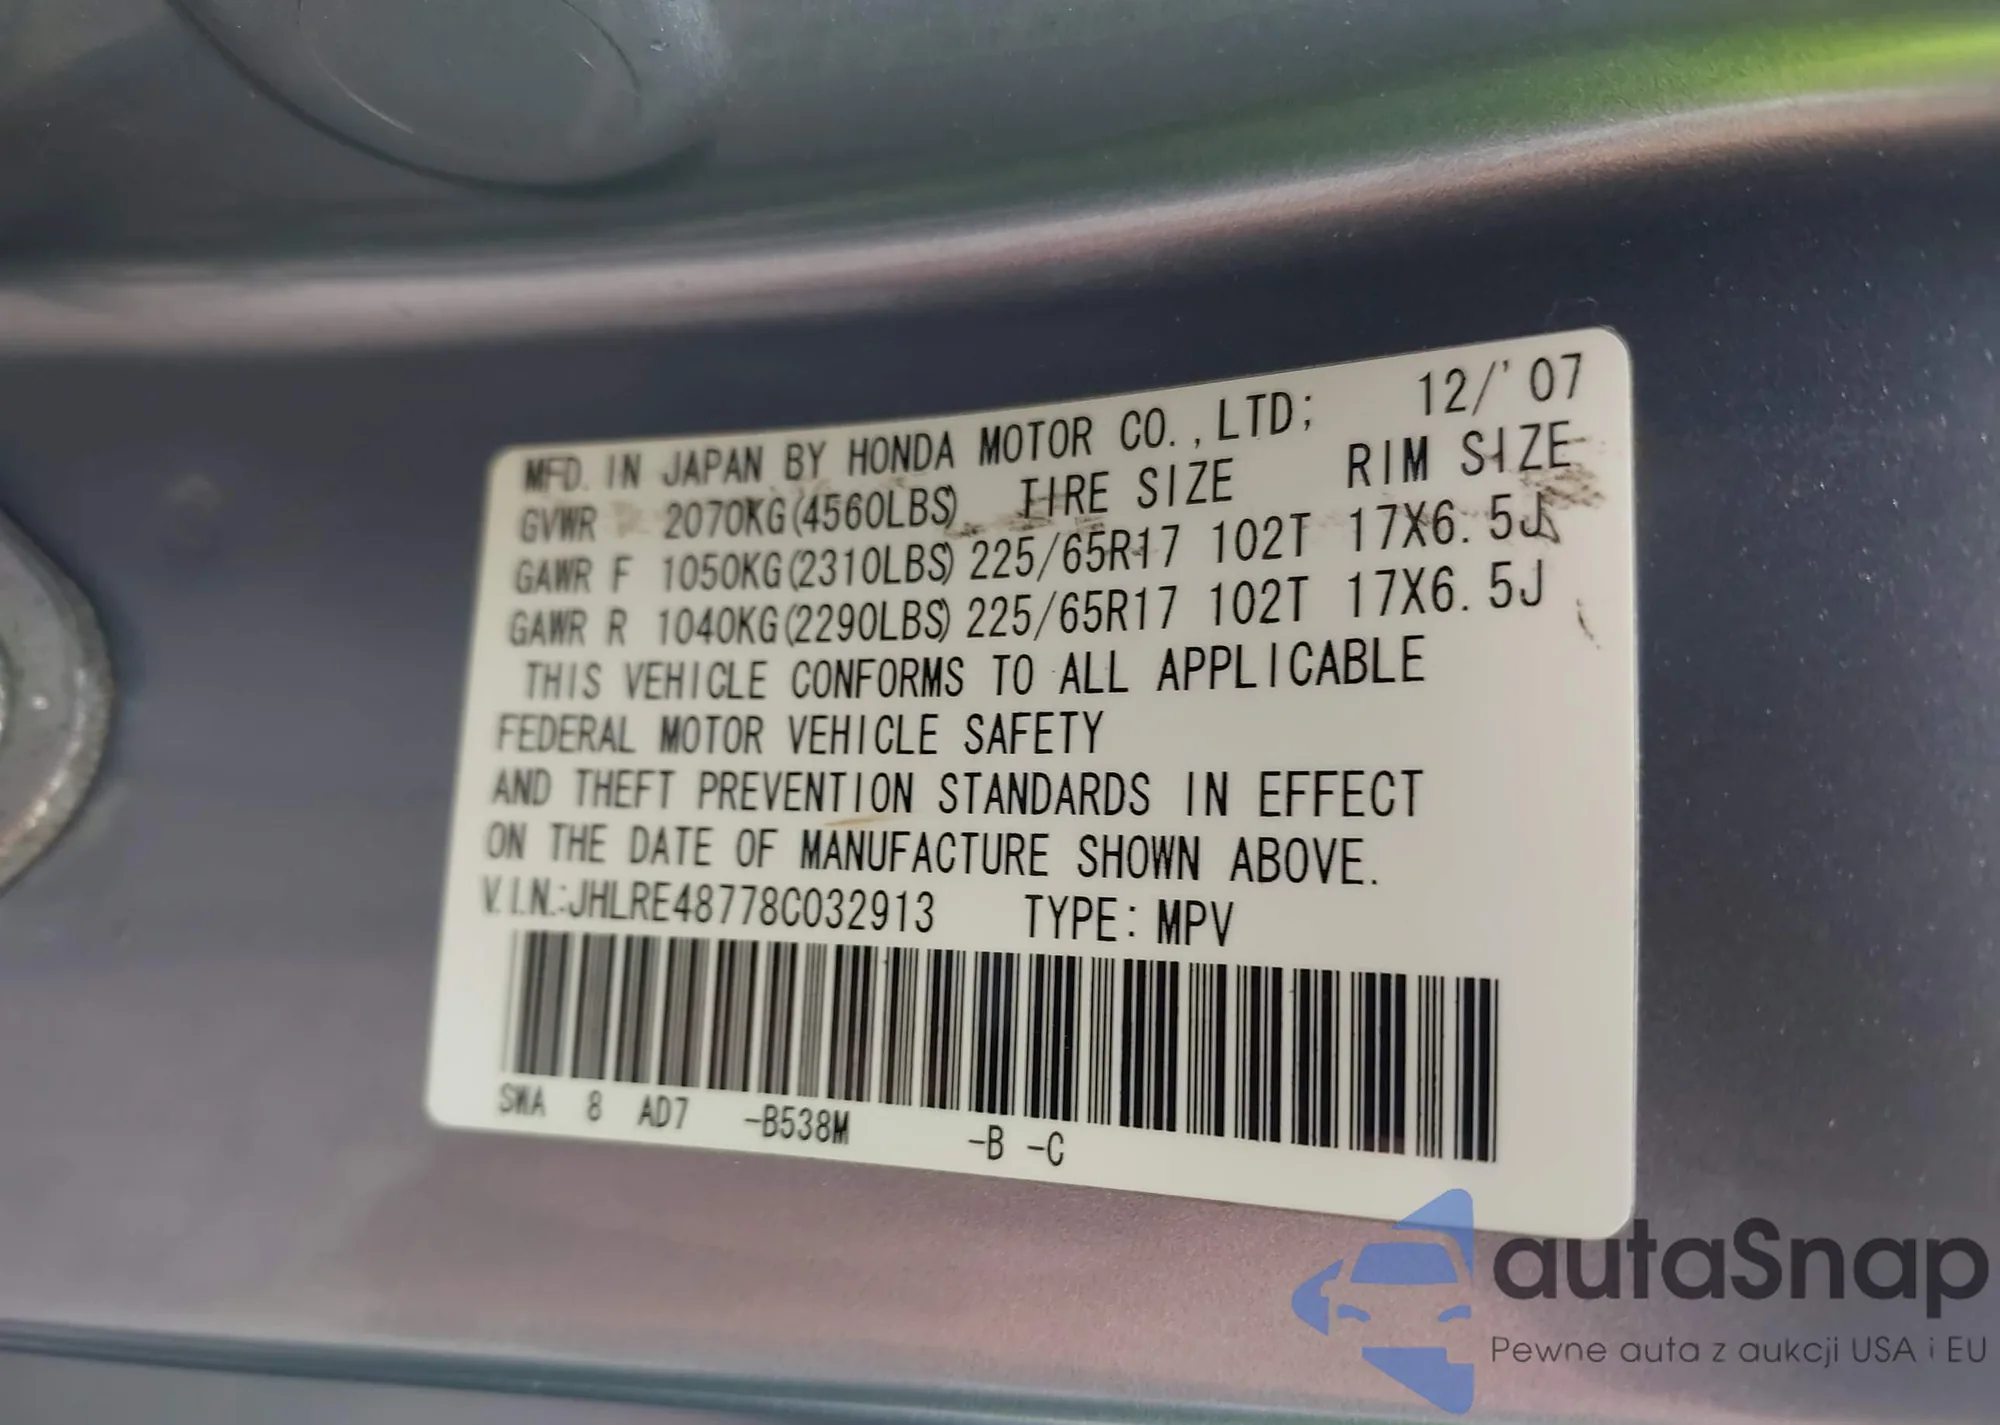 MFD. IN JAPAN BY HONDA MOTOR CO.,LTD; 12/'07
GVWR 2070KG(4560LBS) TIRE SIZE RIM SIZE
GAWR F 1050KG(2310LBS) 225/65R17 102T 17X6.5J
GAWR R 1040KG(2290LBS) 225/65R17 102T 17X6.5J
THIS VEHICLE CONFORMS TO ALL APPLICABLE
FEDERAL MOTOR VEHICLE SAFETY
AND THEFT PREVENTION STANDARDS IN EFFECT
ON THE DATE OF MANUFACTURE SHOWN ABOVE.
V.I.N.:JHLRE48778C032913 TYPE: MPV
SWA 8 AD7 -B538M -B -C
autaSnap
Pewne auta z aukcji USA i EU